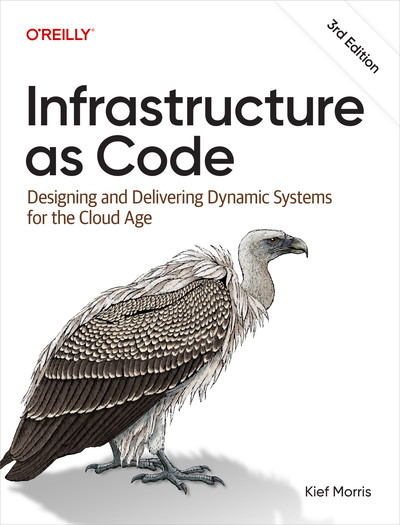 O'REILLY®
3rd Edition
Infrastructure
as Code
Designing and Delivering Dynamic Systems
for the Cloud Age
Kief Morris